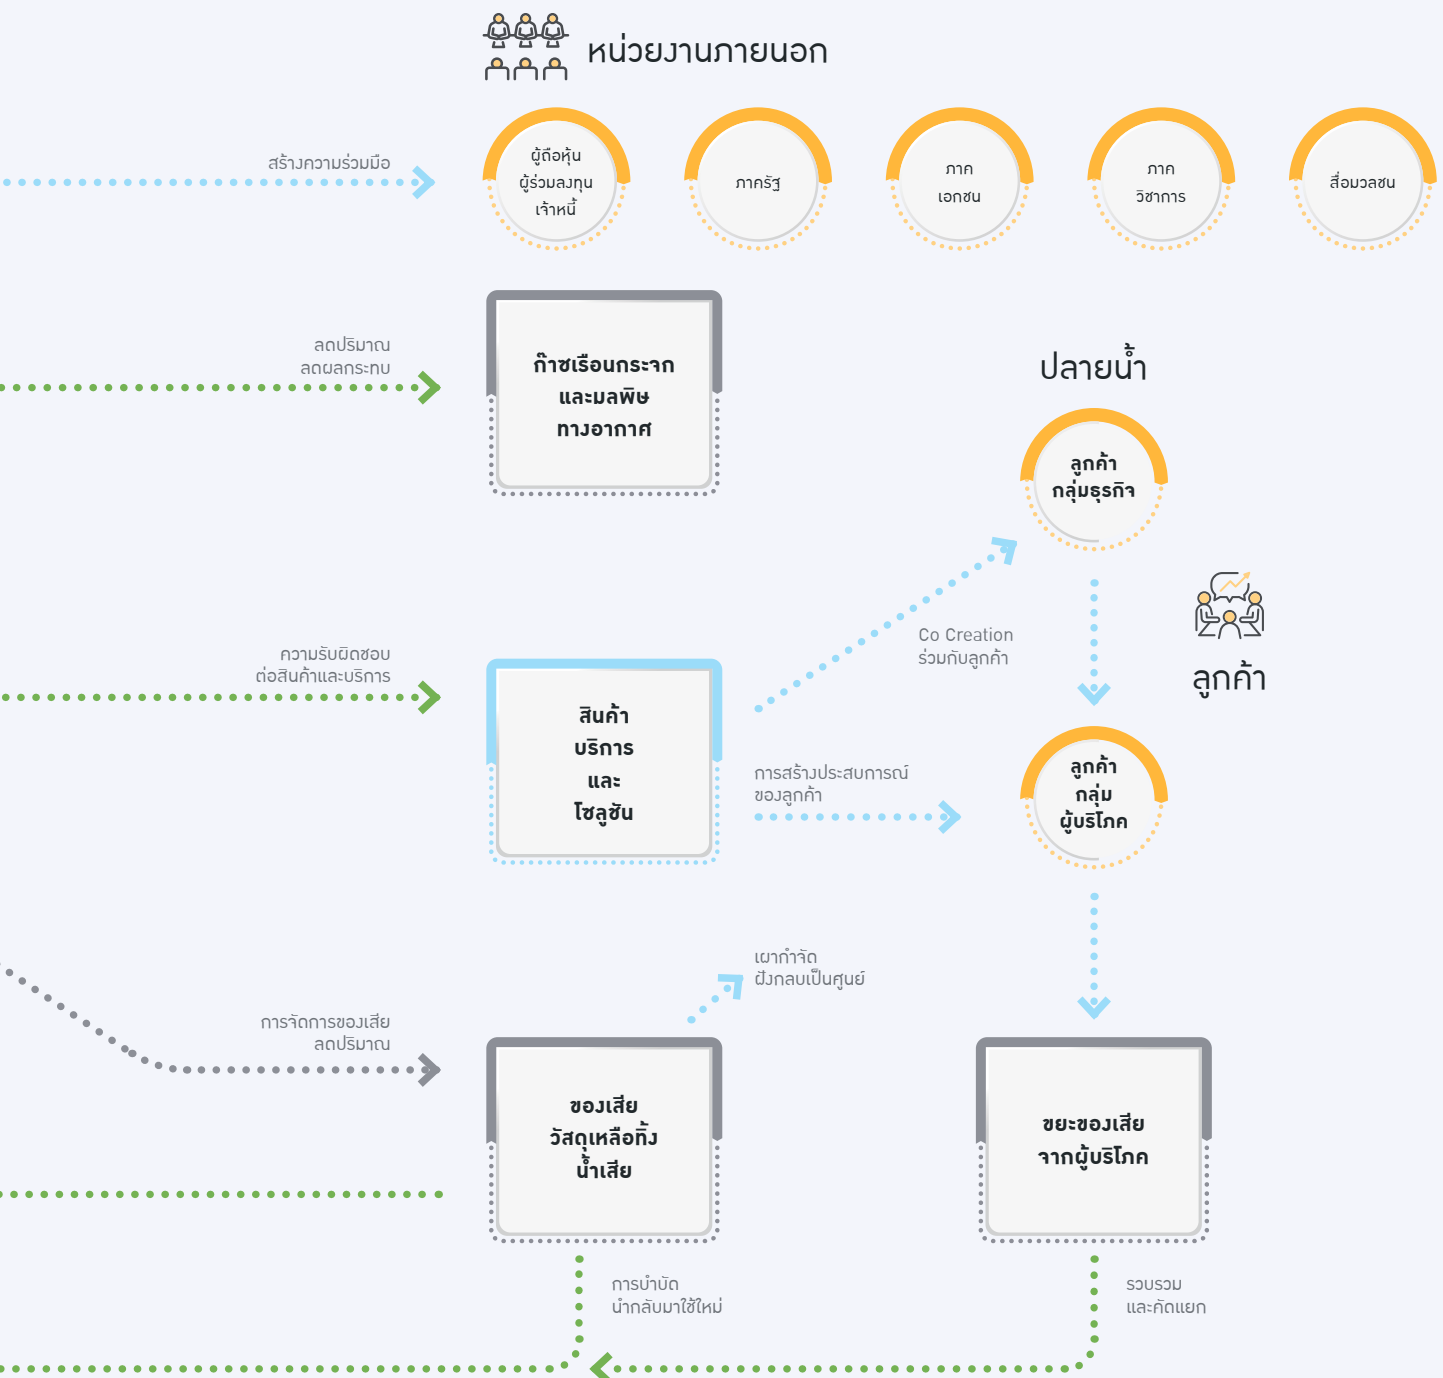 หน่วยงานภายนอก
สร้างความร่วมมือ
ผู้ถือหุ้น
ผู้ร่วมลงทุน
เจ้าหนี้
ภาครัฐ
ภาค
เอกชน
ภาค
วิชาการ
สื่อมวลชน
ลดปริมาณ
ลดผลกระทบ
ก๊าซเรือนกระจก
และมลพิษ
ทางอากาศ
ปลายน้ำ
ลูกค้า
กลุ่มธุรกิจ
Co Creation
ร่วมกับลูกค้า
ลูกค้า
ความรับผิดชอบ
ต่อสินค้าและบริการ
สินค้า
บริการ
และ
โซลูชัน
การสร้างประสบการณ์
ของลูกค้า
ลูกค้า
กลุ่ม
ผู้บริโภค
เผากำจัด
ฝังกลบเป็นศูนย์
การจัดการของเสีย
ลดปริมาณ
ของเสีย
วัสดุเหลือทิ้ง
น้ำเสีย
ขยะของเสีย
จากผู้บริโภค
การบำบัด
นำกลับมาใช้ใหม่
รวบรวม
และคัดแยก